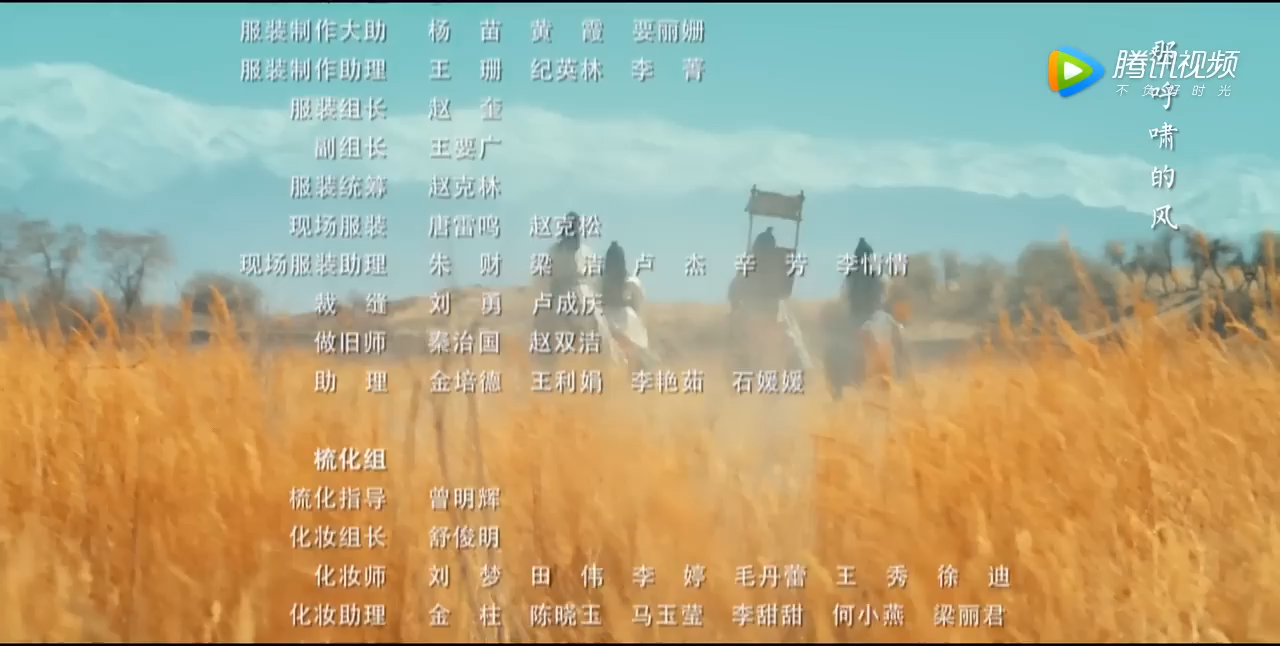 服装制作大助 杨苗 黄霞 要丽姗
服装制作助理 王珊 纪英林 李菁
服装组长 赵奎
副组长 王要广
服装统筹 赵克林
现场服装 唐雷鸣 赵克松
现场服装助理 朱财 梁洁 卢杰 辛芳 李情情
裁缝 刘勇 卢成庆
做旧师 秦治国 赵双洁
助理 金培德 王利娟 李艳茹 石媛媛
梳化组
梳化指导 曾明辉
化妆组长 舒俊明
化妆师 刘梦 田伟 李婷 毛丹蕾 王秀 徐迪
化妆助理 金柱 陈晓玉 马玉莹 李甜甜 何小燕 梁丽君
腾讯视频
不负好时光
那呼啸的风